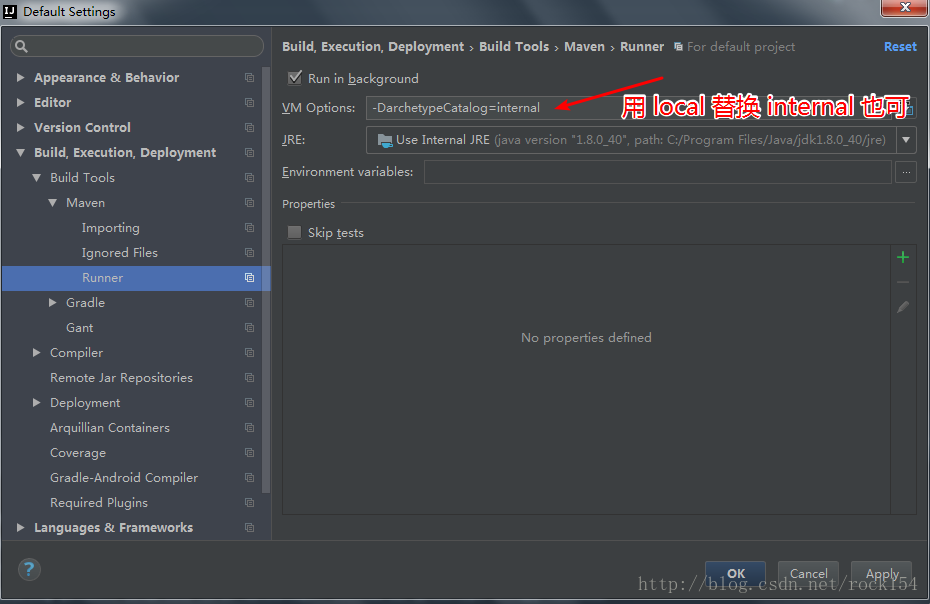 Default Settings
Build, Execution, Deployment › Build Tools › Maven › Runner For default project Reset
Appearance & Behavior
Editor
Version Control
Build, Execution, Deployment
Build Tools
Maven
Importing
Ignored Files
Runner
Gradle
Gant
Compiler
Remote Jar Repositories
Deployment
Arquillian Containers
Coverage
Gradle-Android Compiler
Required Plugins
Languages & Frameworks
Run in background
VM Options: -DarchetypeCatalog=internal
用 local 替换 internal 也可
JRE: Use Internal JRE (java version "1.8.0_40", path: C:/Program Files/Java/jdk1.8.0_40/jre)
Environment variables:
Properties
Skip tests
No properties defined
OK Cancel Apply
http://blog.csdn.net/rock154